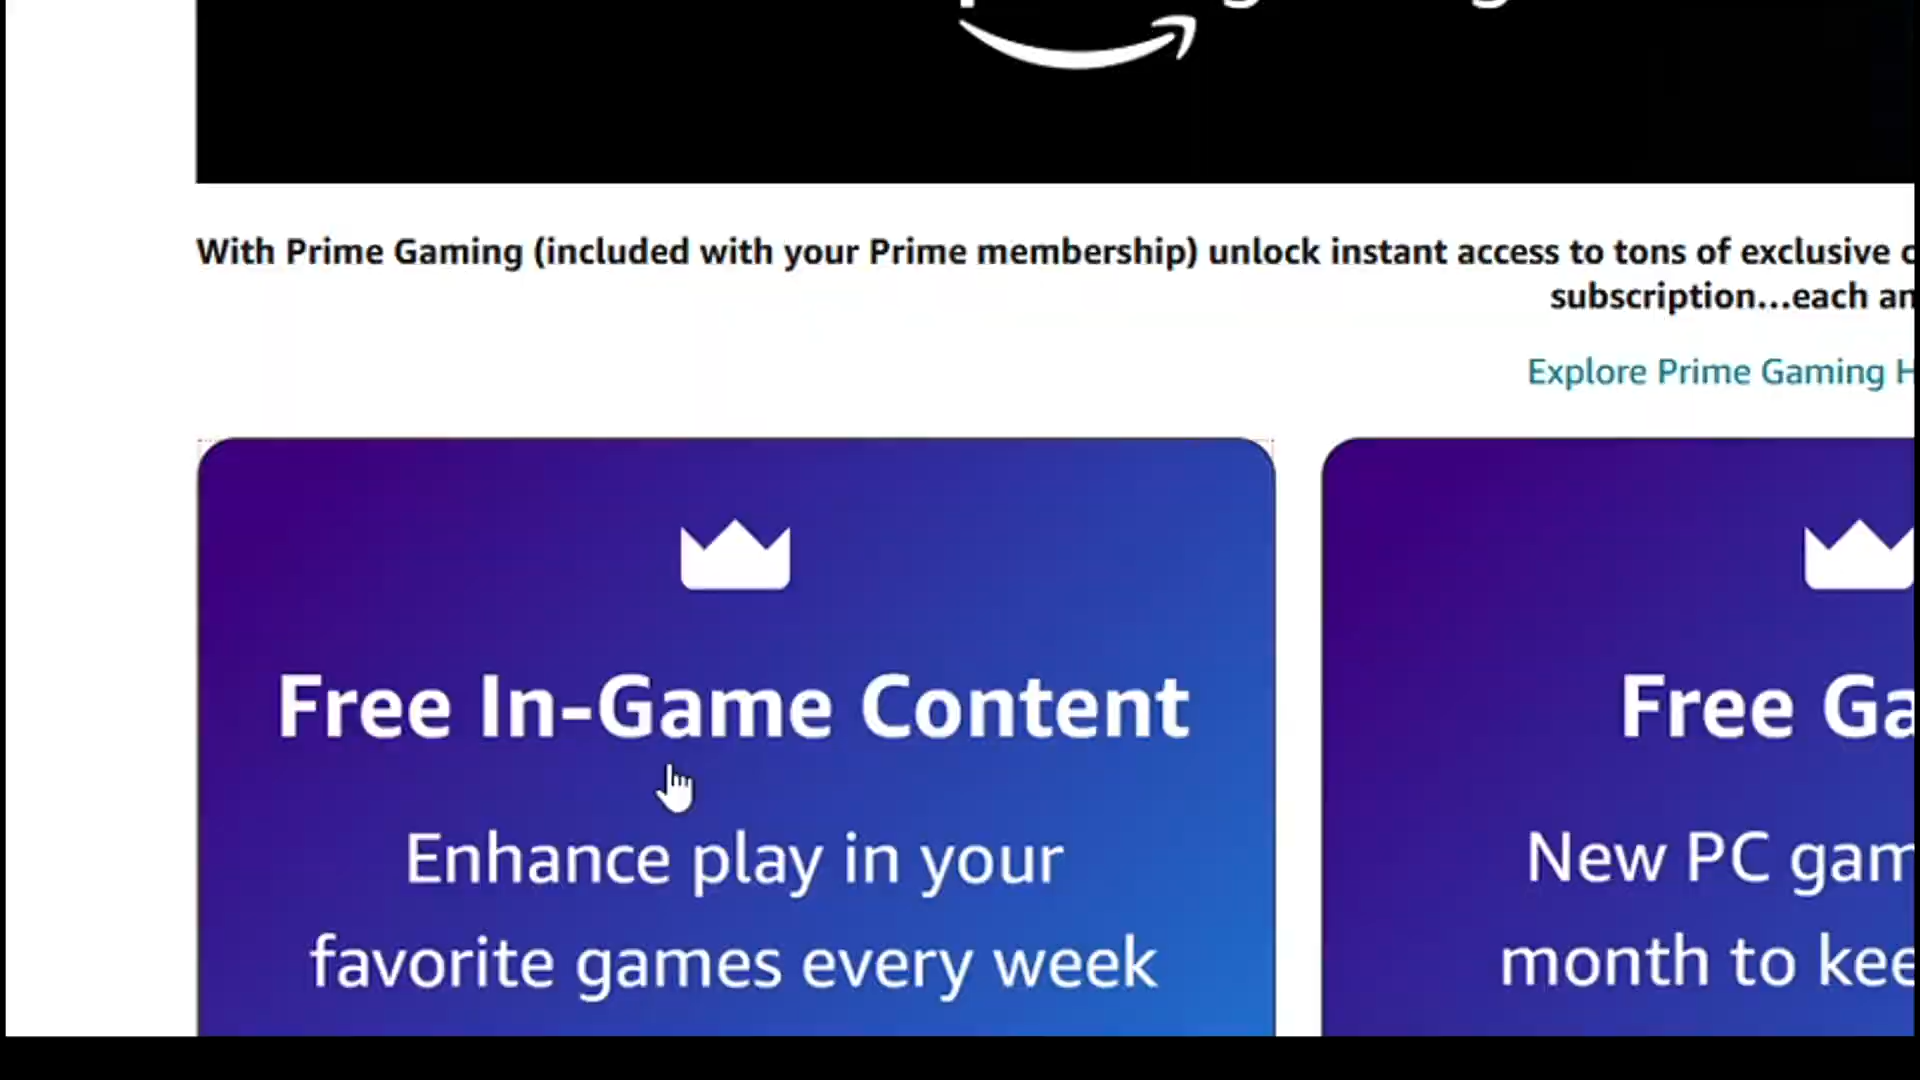 With Prime Gaming (included with your Prime membership) unlock instant access to tons of exclusive
subscription...each
Explore Prime Gaming
Free In-Game Content
Enhance play in your
favorite games every week
Free
New PC
month to